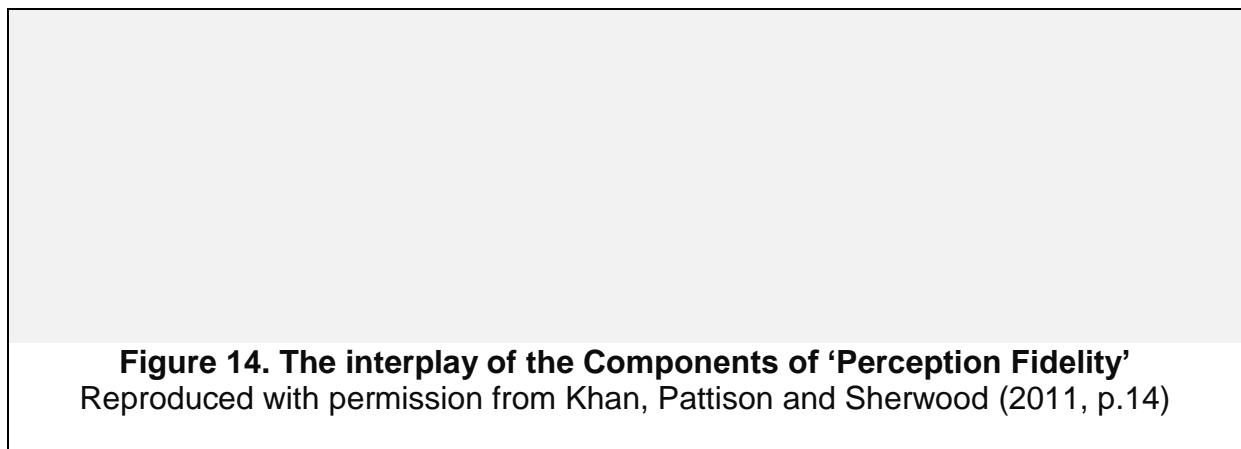 Figure 14. The interplay of the Components of ‘Perception Fidelity’
Reproduced with permission from Khan, Pattison and Sherwood (2011, p.14)